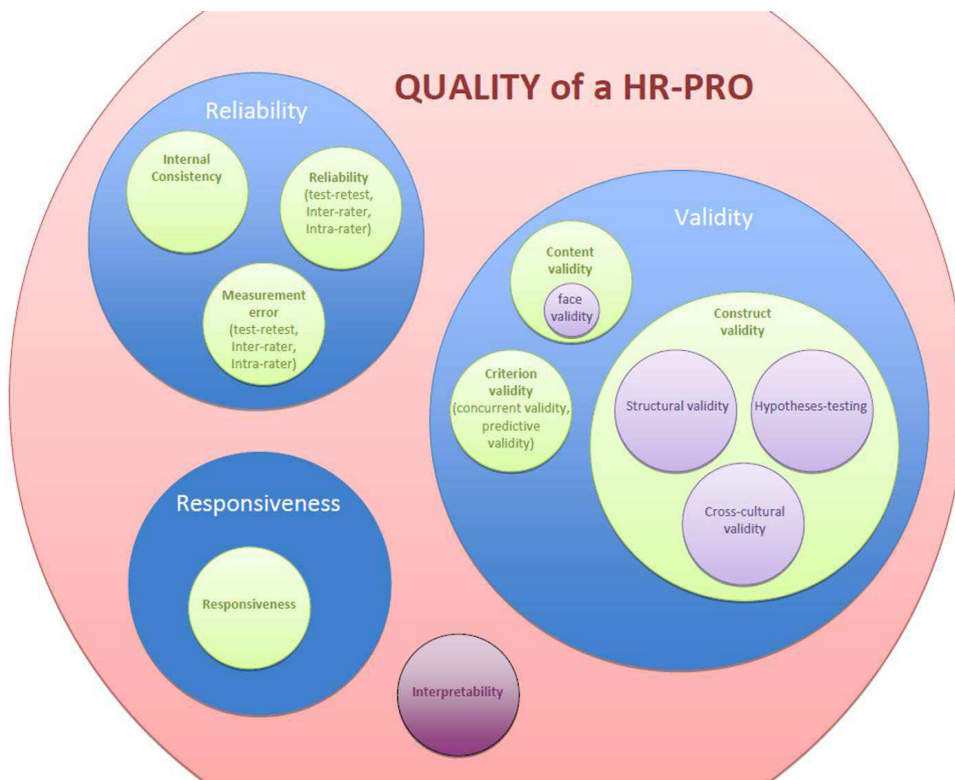 QUALITY of a HR-PRO
Reliability
Internal
Consistency
Reliability
(test-retest,
Inter-rater,
Intra-rater)
Measurement
error
(test-retest,
Inter-rater,
Intra-rater)
Validity
Content
validity
face
validity
Criterion
validity
(concurrent validity,
predictive
validity)
Construct
validity
Structural validity
Hypotheses-testing
Cross-cultural
validity
Responsiveness
Responsiveness
Interpretability